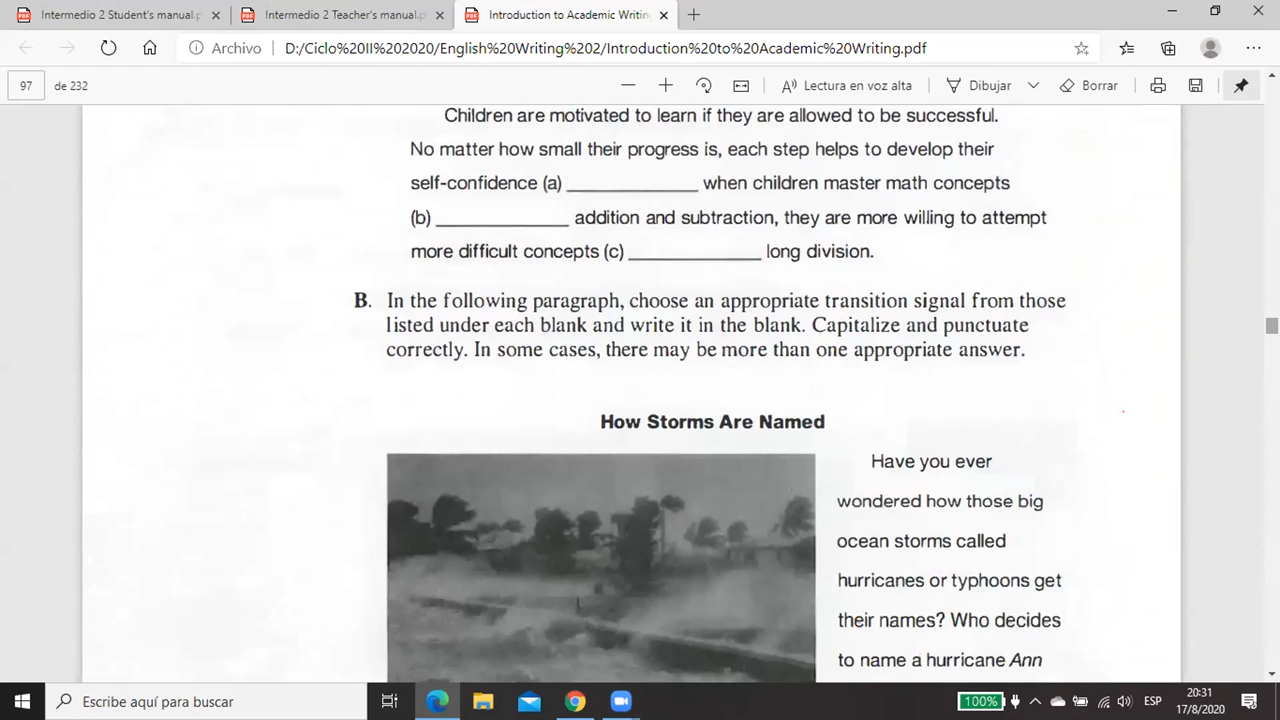 Intermedio 2 Student's manual.p
Intermedio 2 Teacher's manual.p
Introduction to Academic Writin
Archivo
D:/Ciclo%20II%202020/English%20Writing%202/Introduction%20to%20Academic%20Writing.pdf
97 de 232
Lectura en voz alta
Dibujar
Borrar
Children are motivated to learn if they are allowed to be successful.
No matter how small their progress is, each step helps to develop their
self-confidence (a) ______________ when children master math concepts
(b) ______________ addition and subtraction, they are more willing to attempt
more difficult concepts (c) ______________ long division.
B. In the following paragraph, choose an appropriate transition signal from those
listed under each blank and write it in the blank. Capitalize and punctuate
correctly. In some cases, there may be more than one appropriate answer.
How Storms Are Named
Have you ever
wondered how those big
ocean storms called
hurricanes or typhoons get
their names? Who decides
to name a hurricane Ann
Escribe aquí para buscar
100%
ESP
20:31
17/8/2020